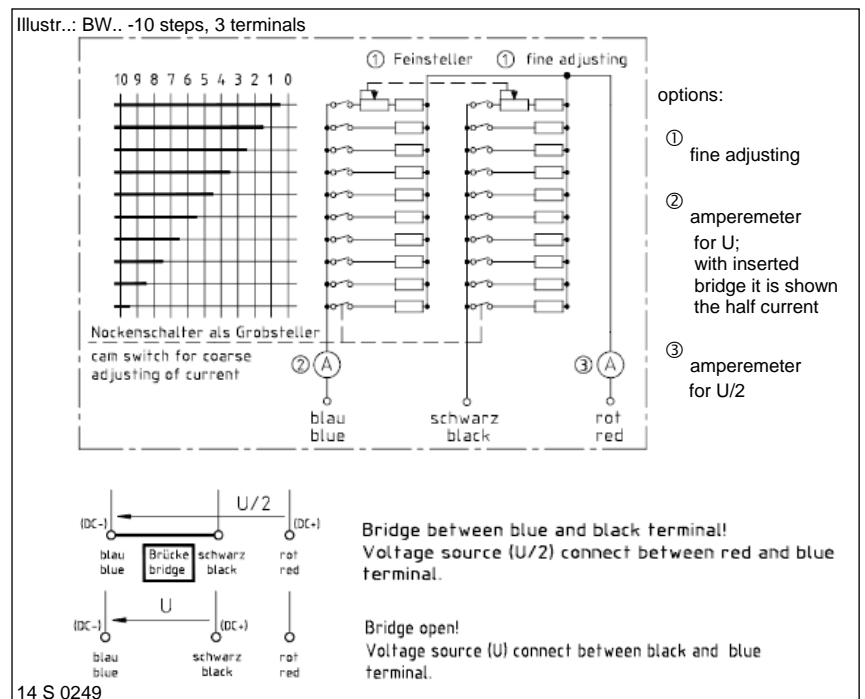 Illustr..: BW.. -10 steps, 3 terminals
① Feinsteller ① fine adjusting
10 9 8 7 6 5 4 3 2 1 0
options:
①
fine adjusting
②
amperemeter
for U;
with inserted
bridge it is shown
the half current
③
amperemeter
for U/2
Nockenschalter als Grobsteller
cam switch for coarse
adjusting of current
② A
③ A
blau
blue
schwarz
black
rot
red
U/2
(DC-)
(DC+)
blau
blue
Brücke
bridge
schwarz
black
rot
red
Bridge between blue and black terminal!
Voltage source (U/2) connect between red and blue
terminal.
U
(DC-)
(DC+)
blau
blue
schwarz
black
rot
red
Bridge open!
Voltage source (U) connect between black and blue
terminal.
14 S 0249